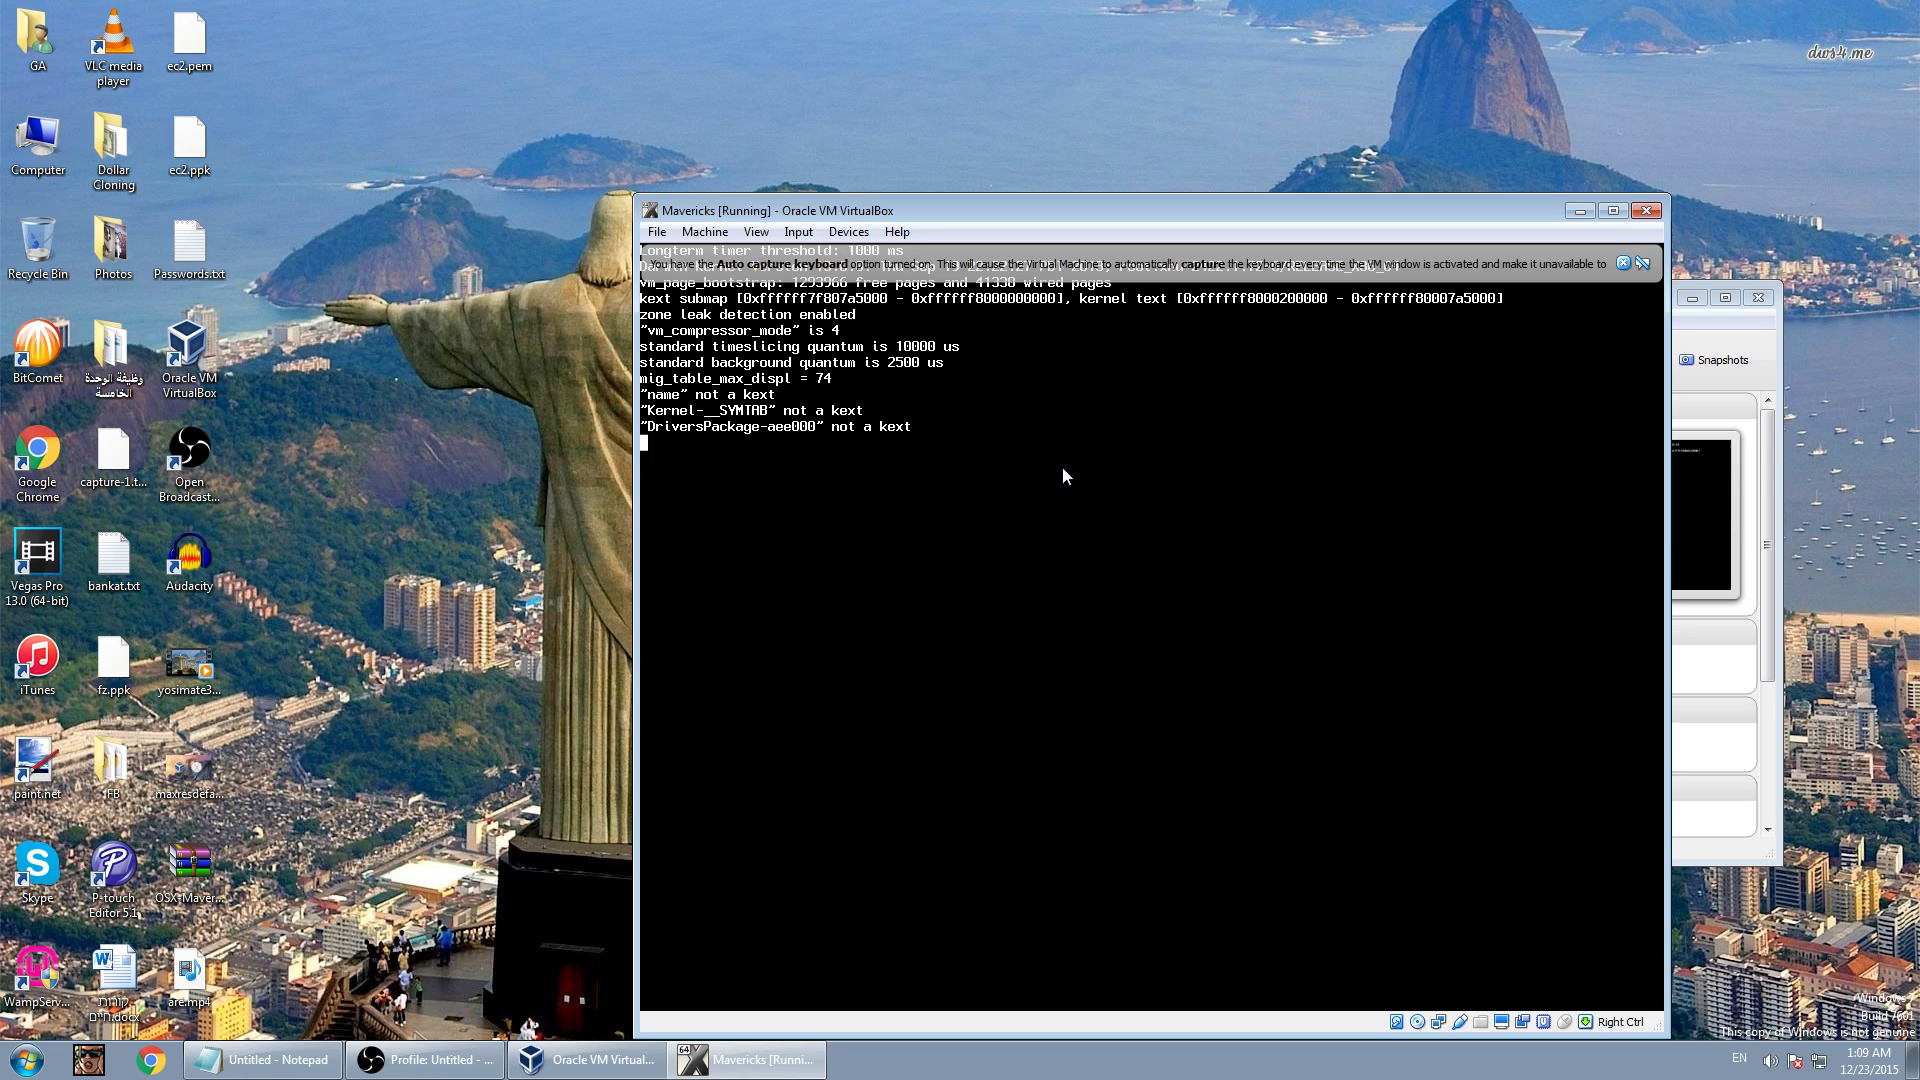 GA
VLC media
player
ec2.pem
Computer
Dollar
Cloning
ec2.ppk
Recycle Bin
Photos
Passwords.txt
BitComet
وظيفة الوحدة
الخامسة
Oracle VM
VirtualBox
Google
Chrome
capture-1.t...
Open
Broadcast...
Vegas Pro
13.0 (64-bit)
bankat.txt
Audacity
iTunes
fz.ppk
yosimate3...
paint.net
FB
maxresdefa...
Skype
P-touch
Editor 5.1
OSX-Maver...
WampServ...
קורות
חיים.docx
are.mp4
dws4.me
Mavericks [Running] - Oracle VM VirtualBox
File Machine View Input Devices Help
Longterm timer threshold: 1000 ms
You have the Auto capture keyboard option turned on. This will cause the Virtual Machine to automatically capture the keyboard every time the VM window is activated and make it unavailable to
vm_page_bootstrap: 1293966 free pages and 41338 wired pages
kext submap [0xffffff7f807a5000 - 0xffffff8000000000], kernel text [0xffffff8000200000 - 0xffffff80007a5000]
zone leak detection enabled
"vm_compressor_mode" is 4
standard timeslicing quantum is 10000 us
standard background quantum is 2500 us
mig_table_max_displ = 74
"name" not a kext
"Kernel-__SYMTAB" not a kext
"DriversPackage-aee000" not a kext
Right Ctrl
Snapshots
Windows 7
Build 7601
This copy of Windows is not genuine
Untitled - Notepad
Profile: Untitled - ...
Oracle VM Virtual...
64
Mavericks [Runni...
EN
1:09 AM
12/23/2015